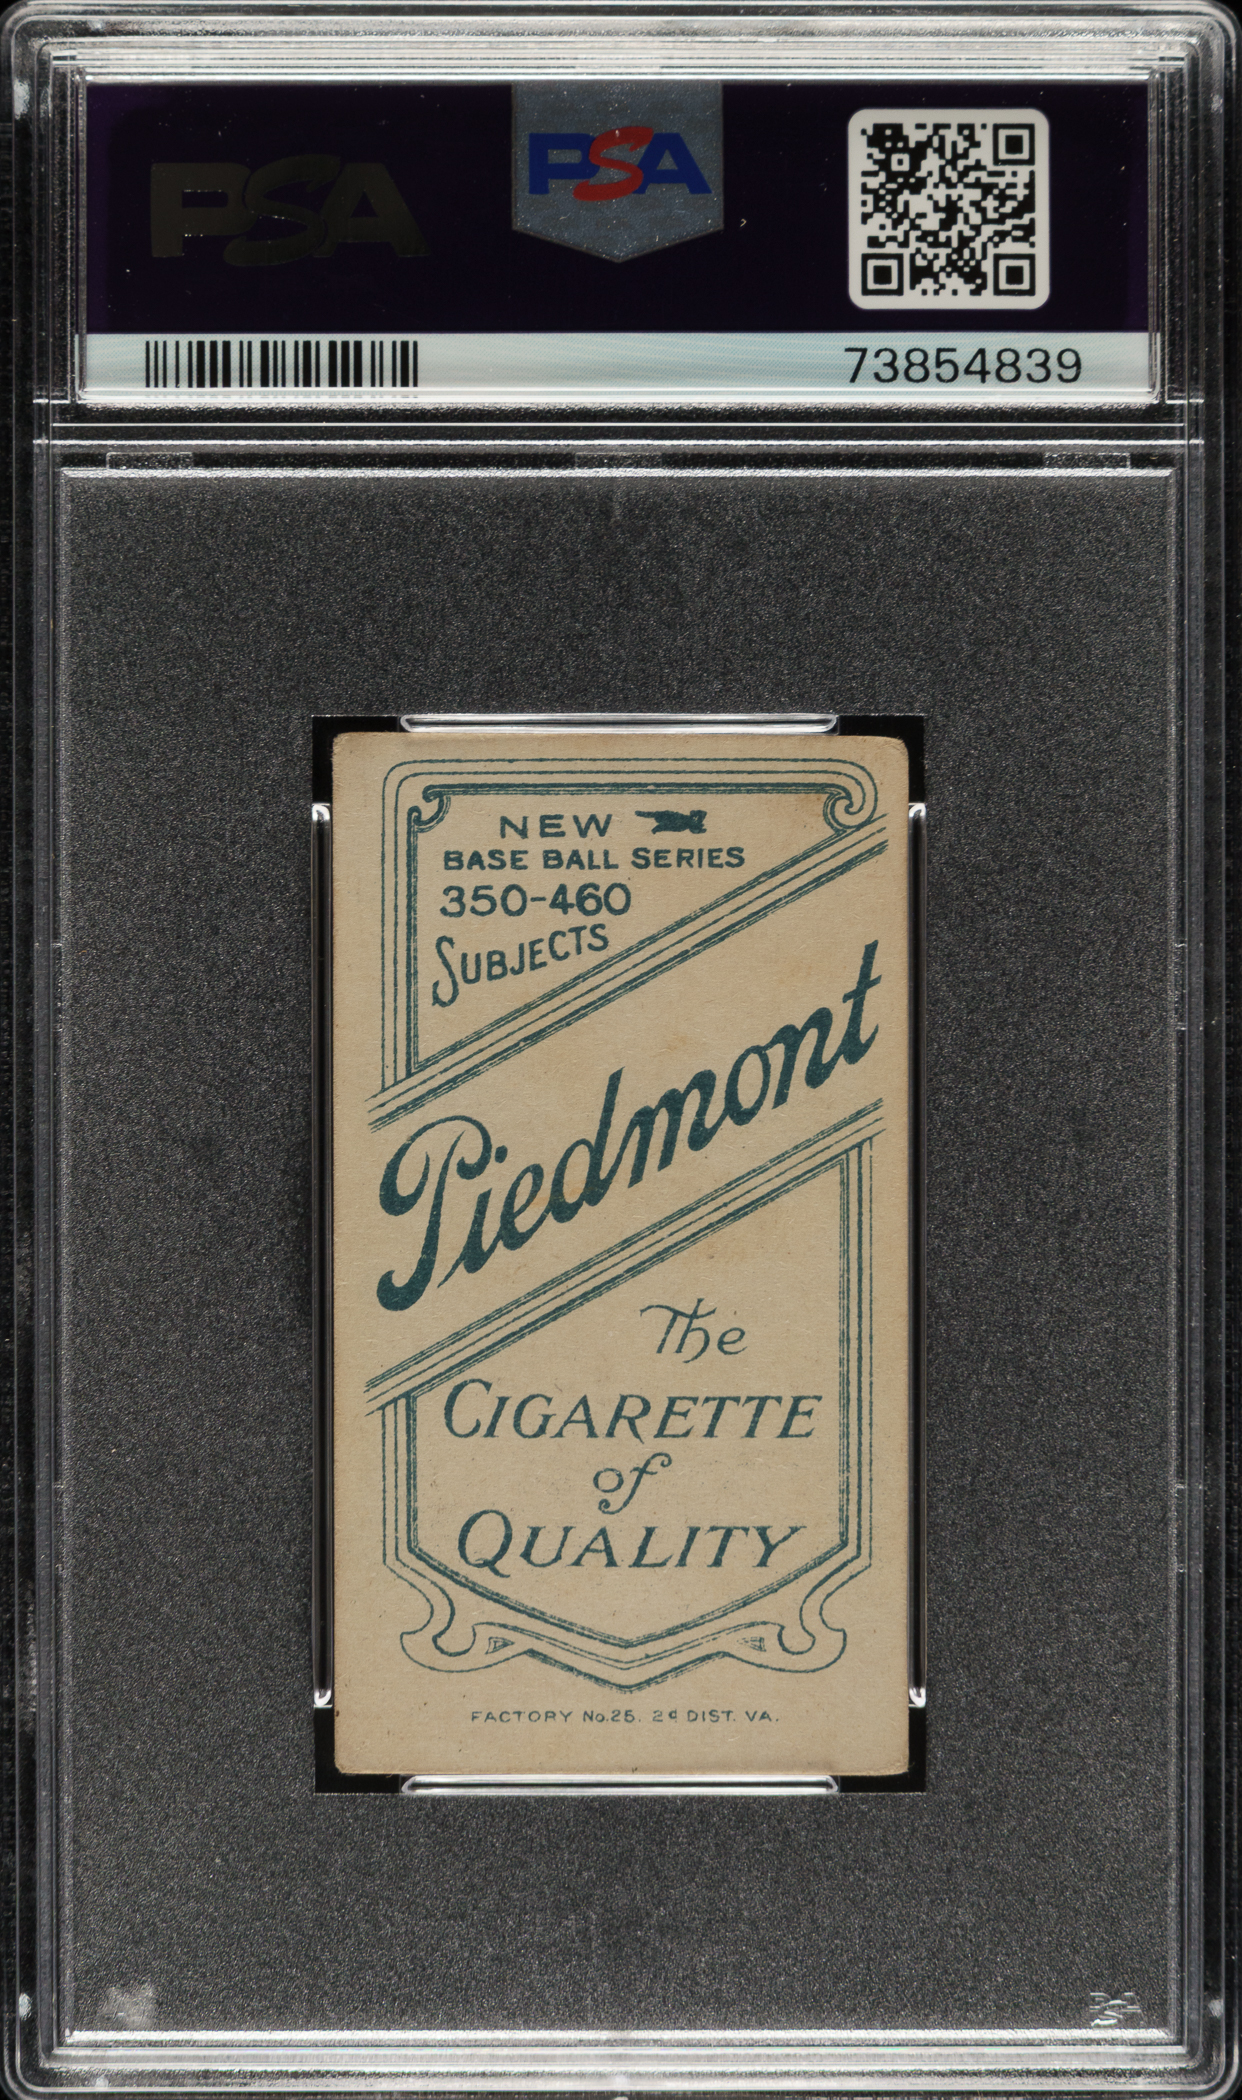 PSA
PSA
73854839
NEW
BASE BALL SERIES
350-460
SUBJECTS
Piedmont
The
CIGARETTE
of
QUALITY
FACTORY No.25. 2d DIST. VA.
PSA